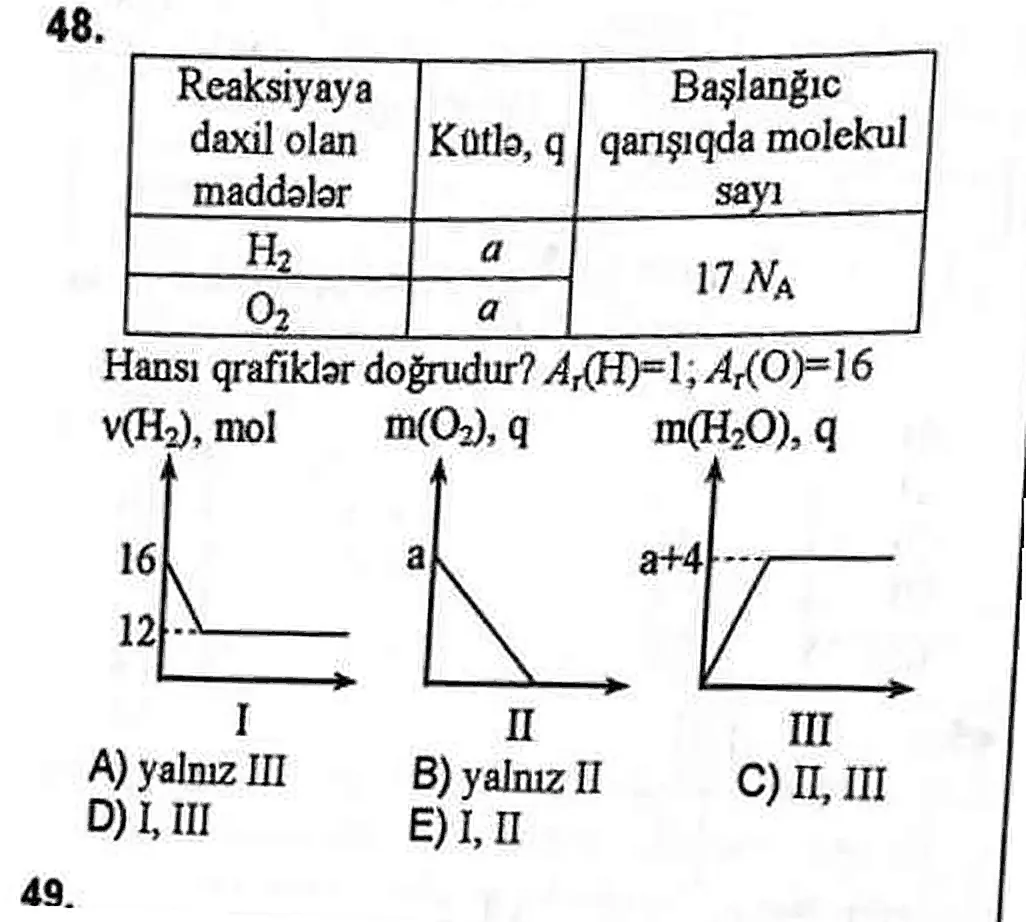 48.
Reaksiyaya daxil olan maddələr | Kütlə, q | Başlanğıc qarışıqda molekul sayı
H₂ | a | 17 N_A
O₂ | a
Hansı qrafiklər doğrudur? Aᵣ(H)=1; Aᵣ(O)=16
ν(H₂), mol m(O₂), q m(H₂O), q
16 a a+4
12
I II III
A) yalnız III B) yalnız II C) II, III
D) I, III E) I, II
49.